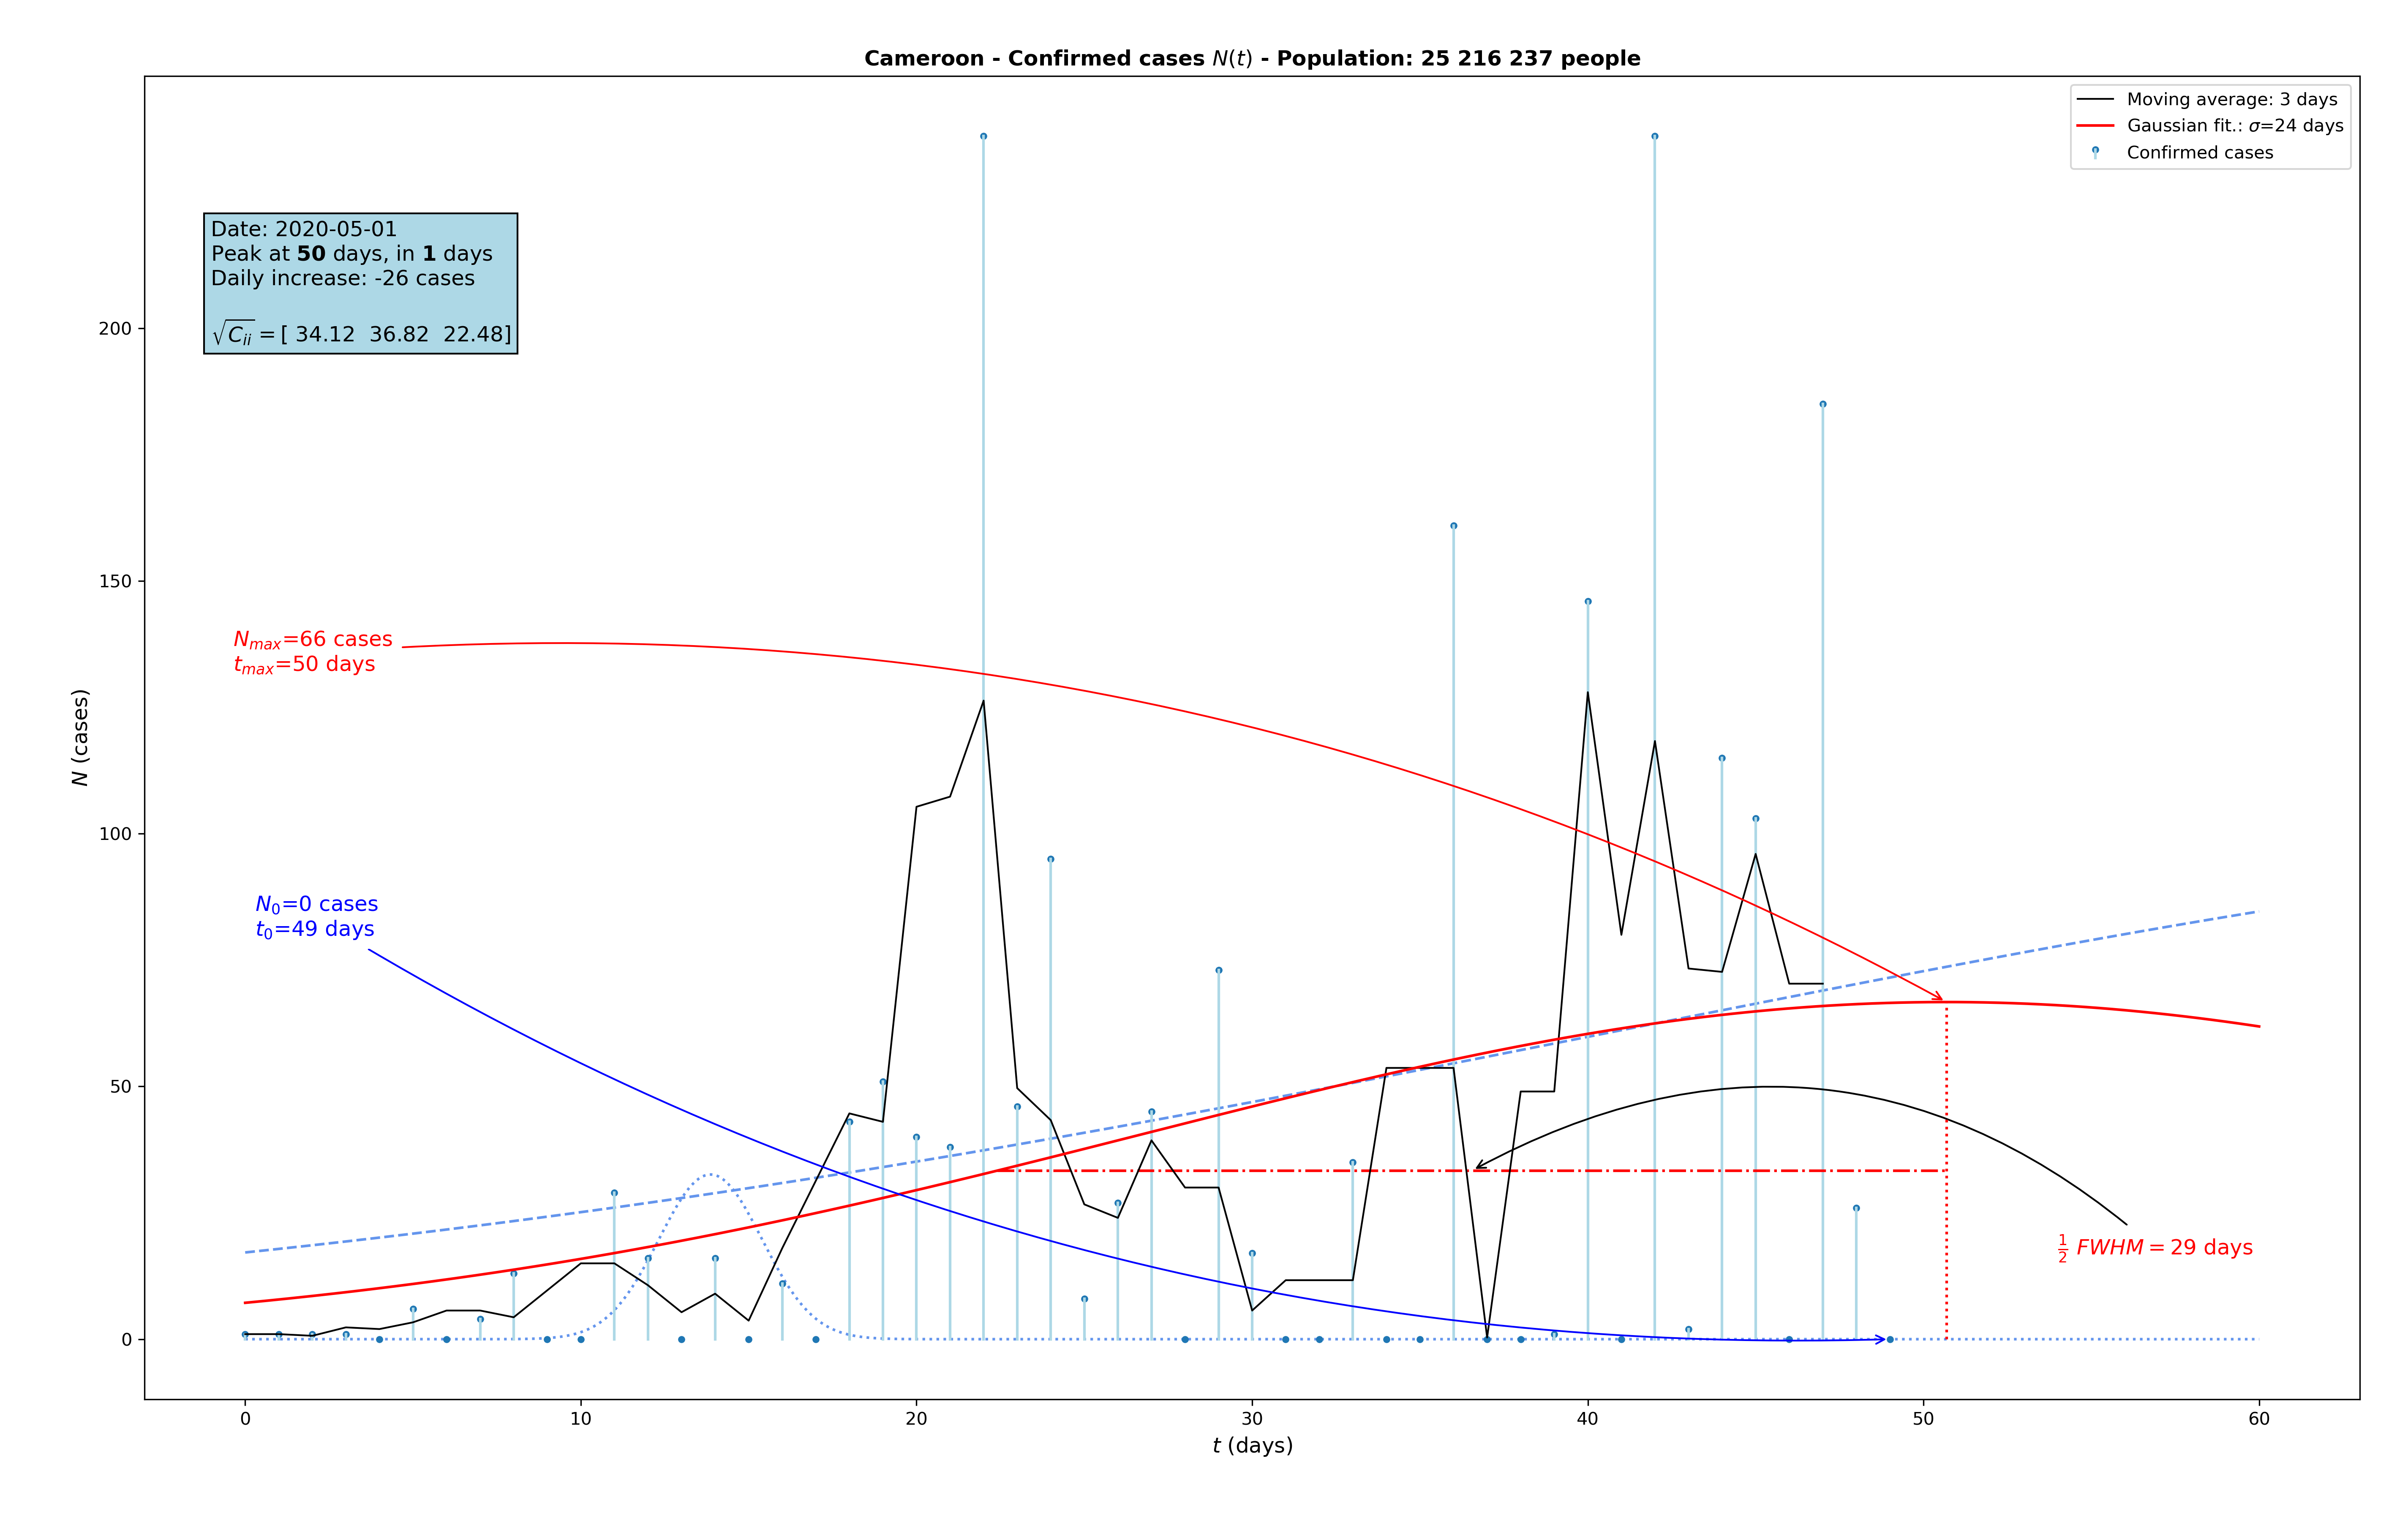 Cameroon - Confirmed cases N(t) - Population: 25 216 237 people
Moving average: 3 days
Gaussian fit.: σ=24 days
Confirmed cases
Date: 2020-05-01
Peak at 50 days, in 1 days
Daily increase: -26 cases
√Cᵢᵢ = [ 34.12 36.82 22.48]
N_max=66 cases
t_max=50 days
N₀=0 cases
t₀=49 days
½ FWHM = 29 days
N (cases)
200
150
100
50
0
0 10 20 30 40 50 60
t (days)